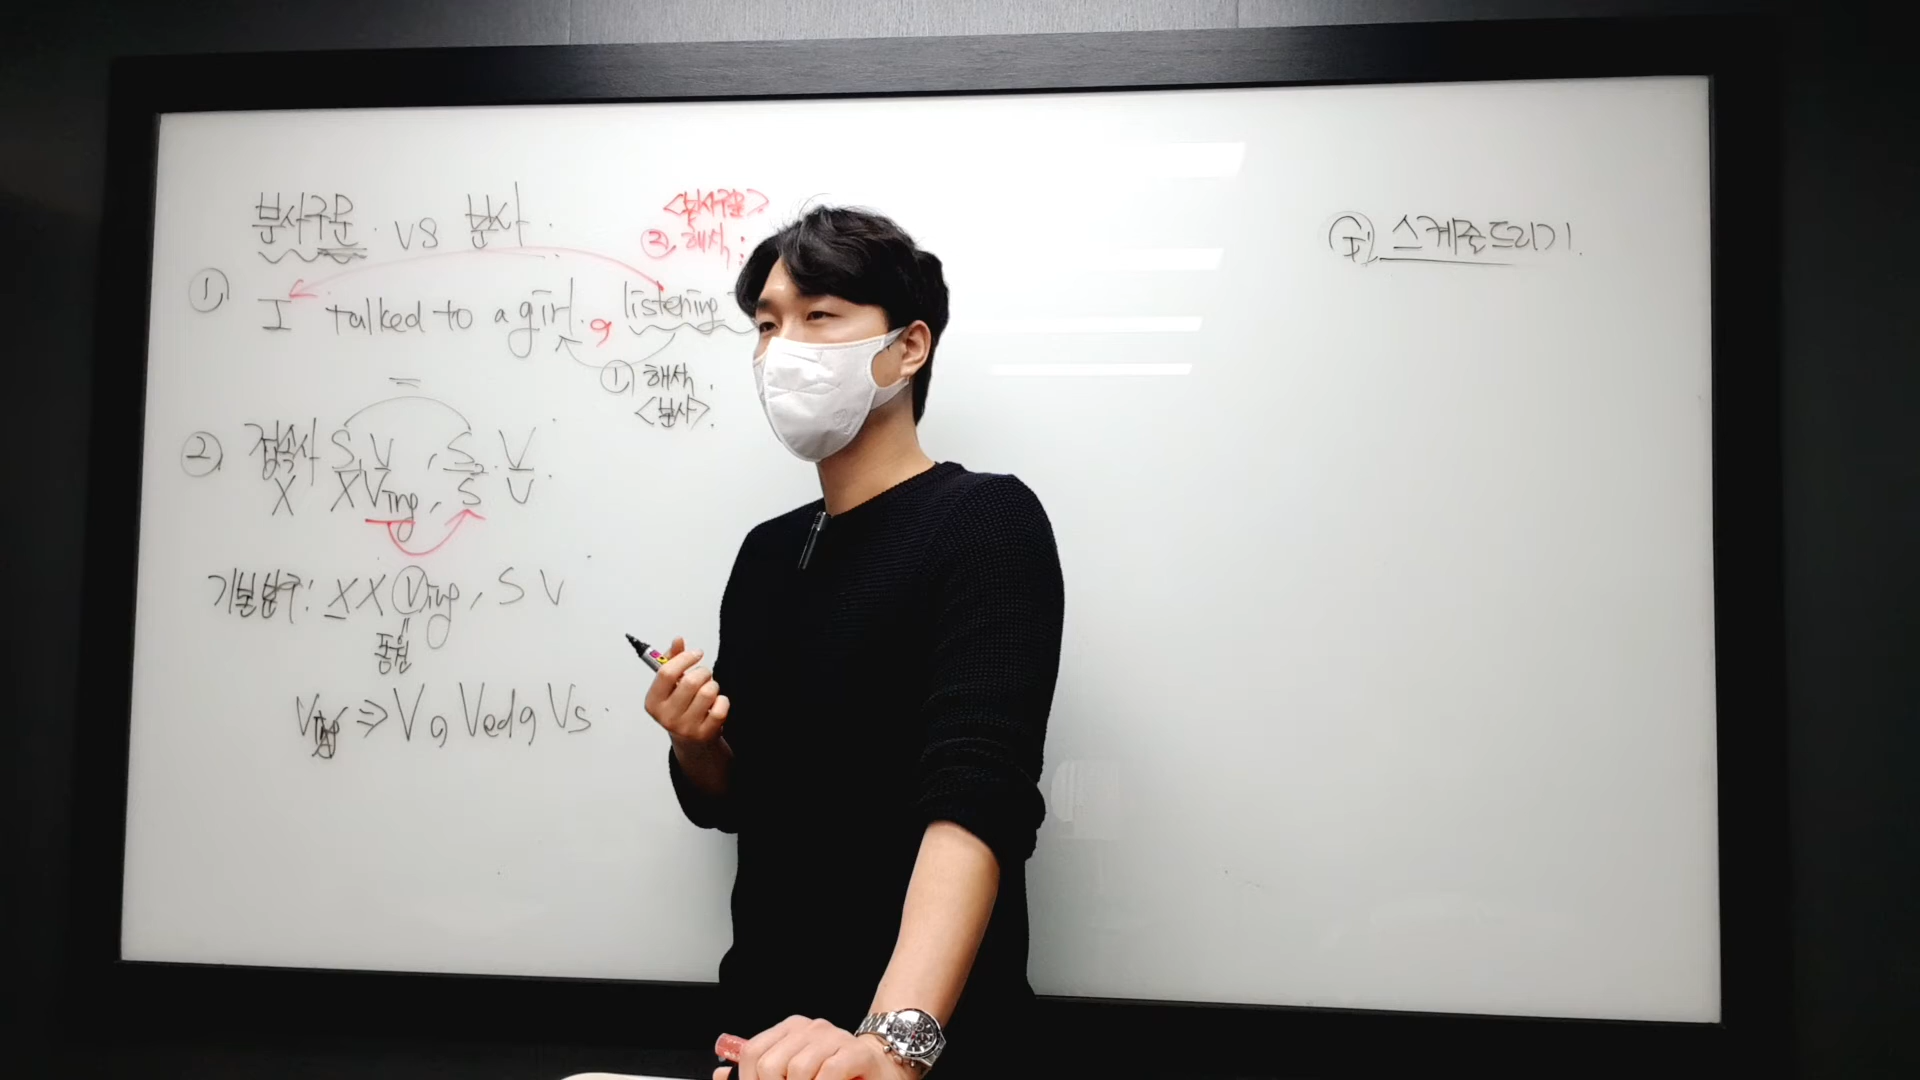 분사구문 vs 분사.
<분사구문>
② 해석:
① I talked to a girl, listening
① 해석.
<분사>
② 접속사 S V, S V.
X X Ving, S V
기본분구: X X Ving, S V
동원
Ving ⇒ V, Ved, Vs.
스케줄드리기.